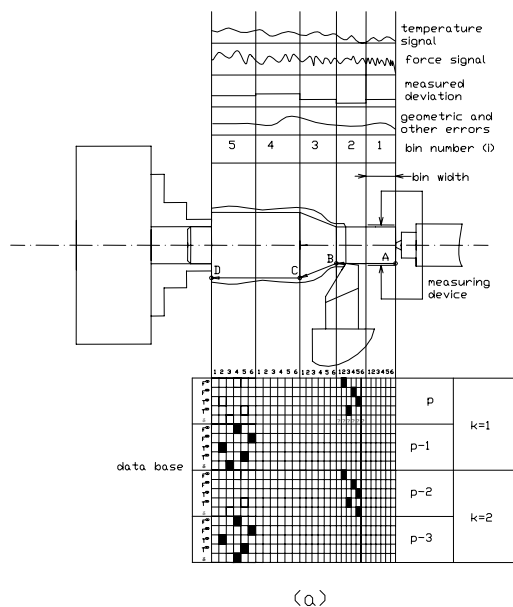 temperature
signal
force signal
measured
deviation
geometric and
other errors
5 4 3 2 1 bin number (i)
bin width
D C B A
measuring
device
1 2 3 4 5 6 1 2 3 4 5 6 1 2 3 4 5 6 1 2 3 4 5 6 1 2 3 4 5 6
p
k=1
p-1
data base
p-2
k=2
p-3
(a)